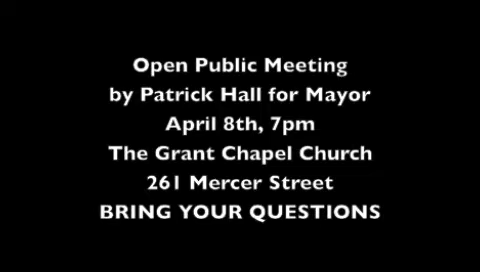 Open Public Meeting
by Patrick Hall for Mayor
April 8th, 7pm
The Grant Chapel Church
261 Mercer Street
BRING YOUR QUESTIONS